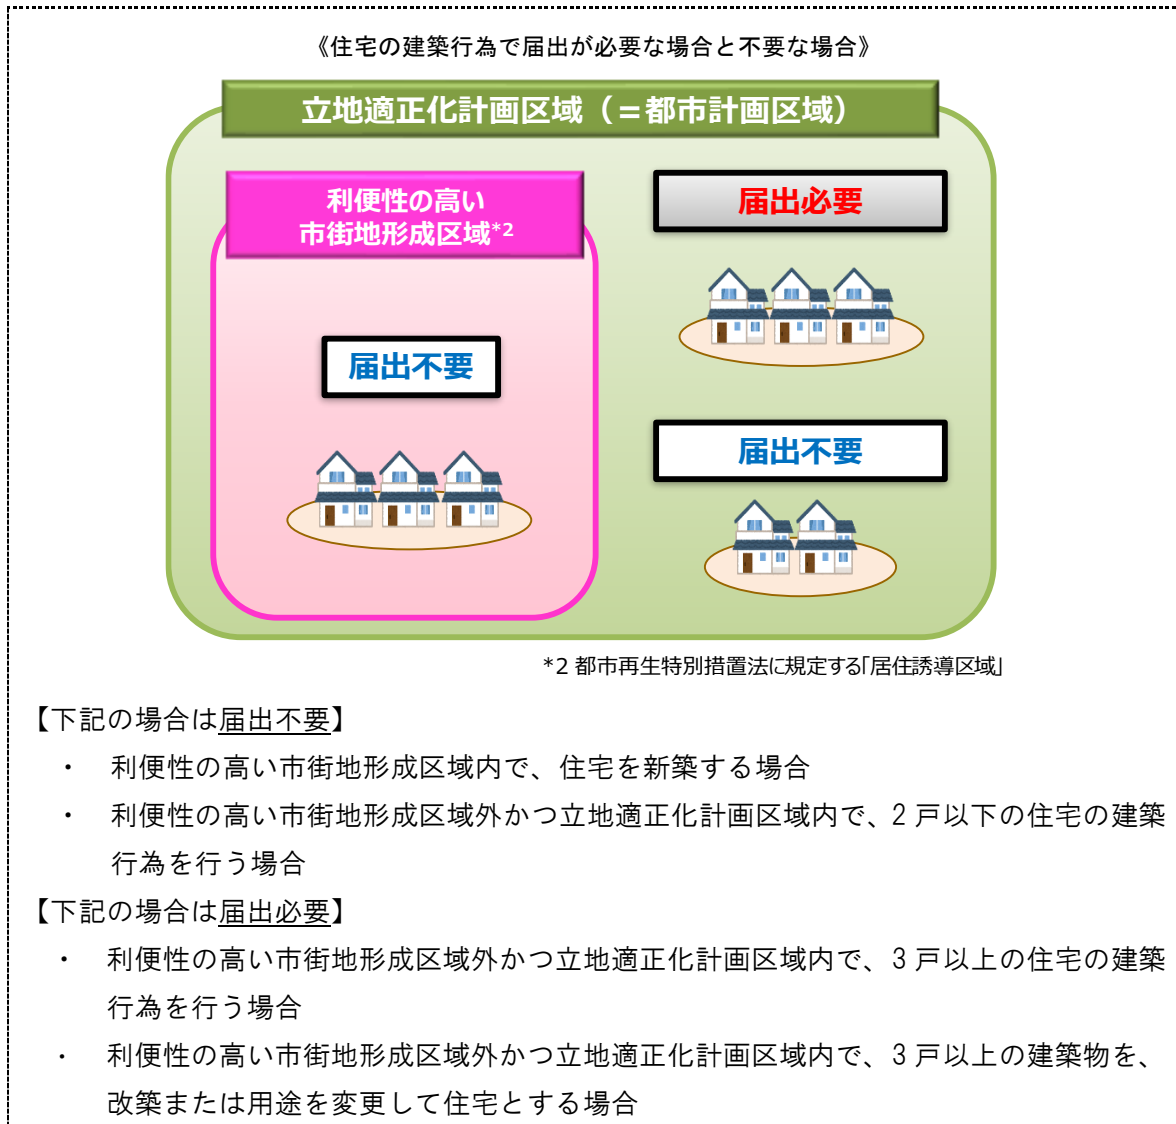 《住宅の建築行為で届出が必要な場合と不要な場合》
立地適正化計画区域（＝都市計画区域）
利便性の高い
市街地形成区域*2
届出必要
届出不要
届出不要
*2 都市再生特別措置法に規定する「居住誘導区域」
【下記の場合は届出不要】
・ 利便性の高い市街地形成区域内で、住宅を新築する場合
・ 利便性の高い市街地形成区域外かつ立地適正化計画区域内で、2 戸以下の住宅の建築
行為を行う場合
【下記の場合は届出必要】
・ 利便性の高い市街地形成区域外かつ立地適正化計画区域内で、3 戸以上の住宅の建築
行為を行う場合
・ 利便性の高い市街地形成区域外かつ立地適正化計画区域内で、3 戸以上の建築物を、
改築または用途を変更して住宅とする場合